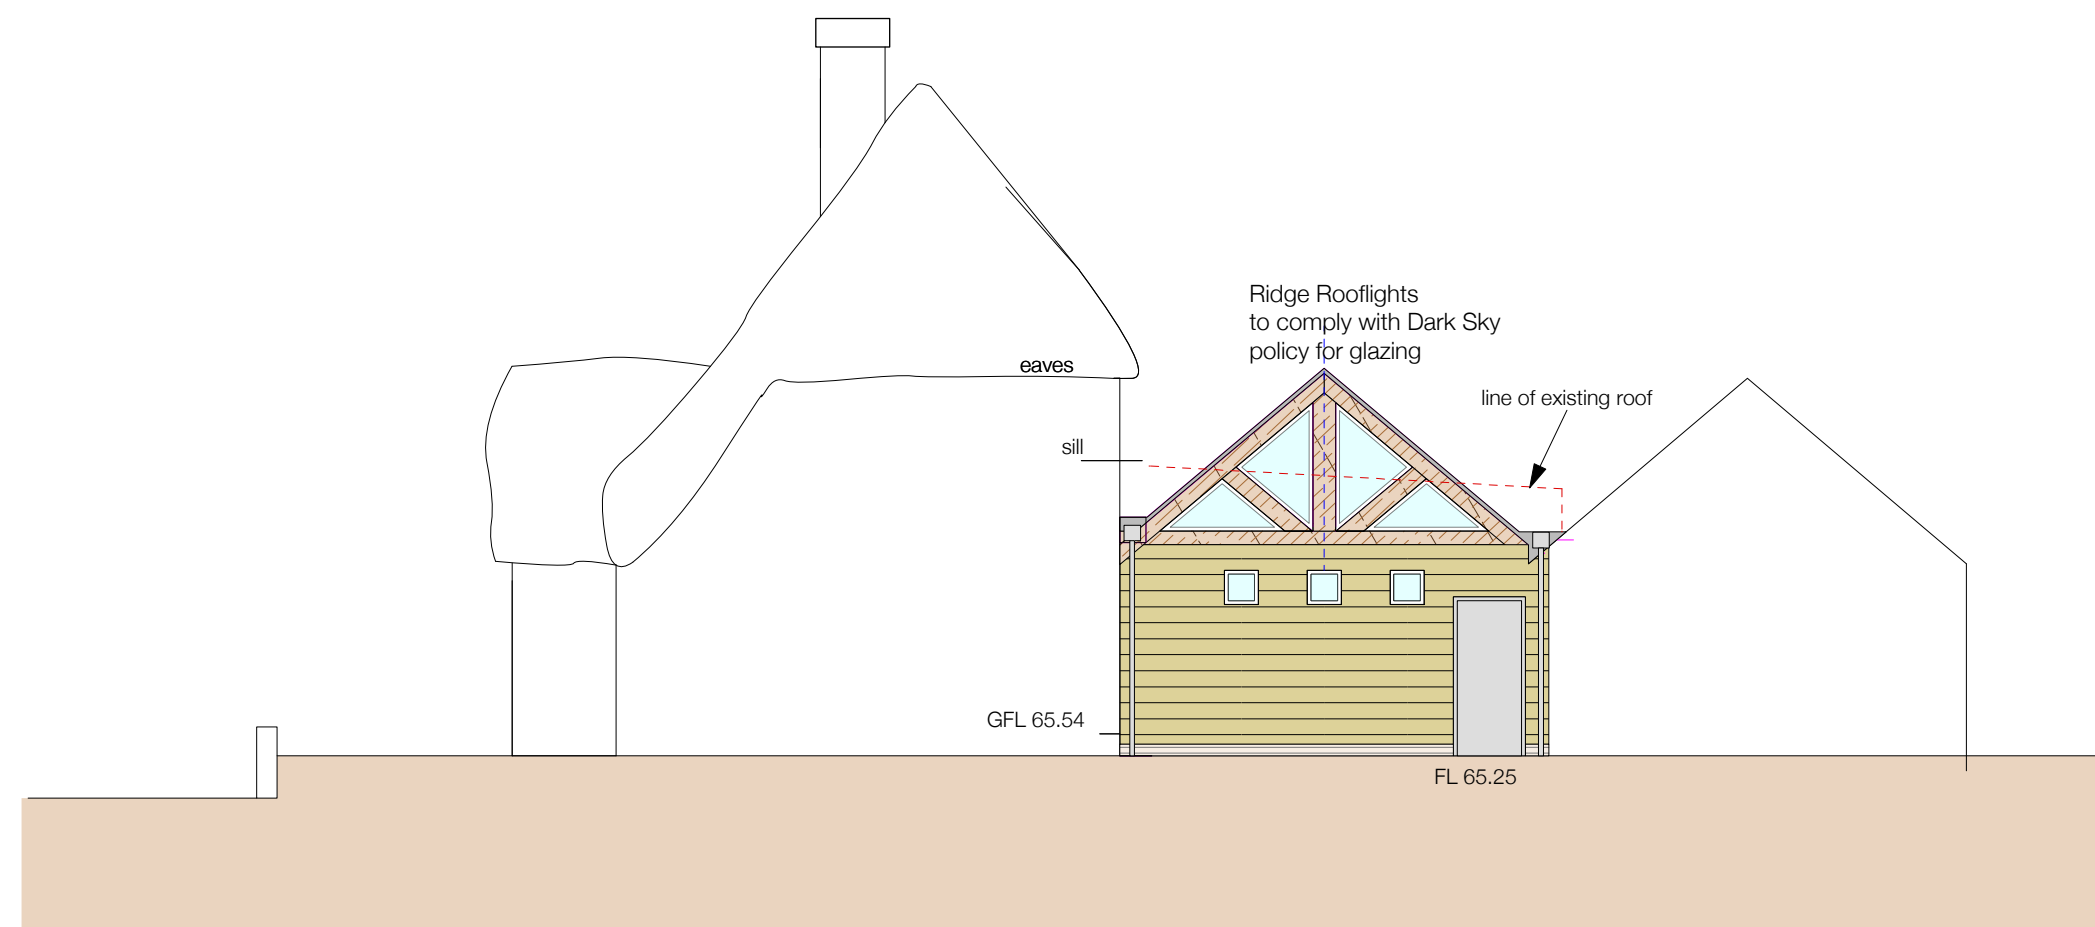 Ridge Rooflights
to comply with Dark Sky
policy for glazing
eaves
line of existing roof
sill
GFL 65.54
FL 65.25